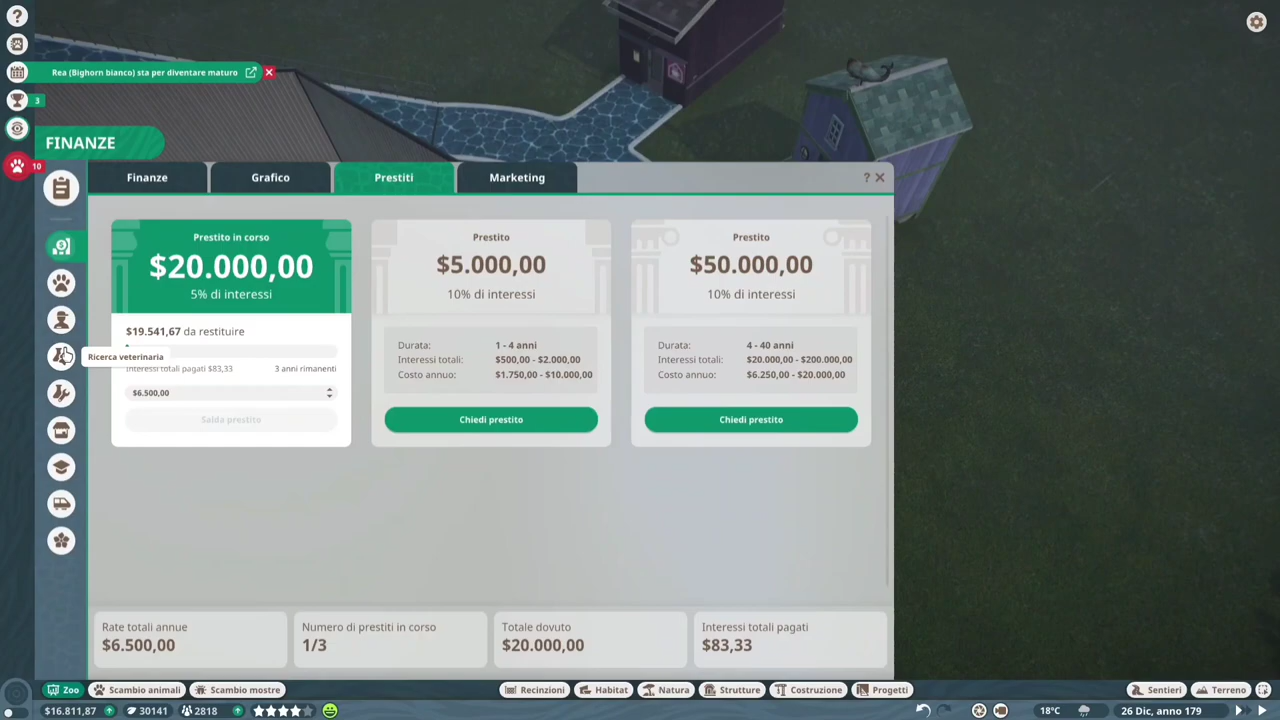 Rea (Bighorn bianco) sta per diventare maturo
3
FINANZE
10
Finanze
Grafico
Prestiti
Marketing
?
Prestito in corso
$20.000,00
5% di interessi
$19.541,67 da restituire
Interessi totali pagati $83,33
3 anni rimanenti
$6.500,00
Salda prestito
Prestito
$5.000,00
10% di interessi
Durata: 1 - 4 anni
Interessi totali: $500,00 - $2.000,00
Costo annuo: $1.750,00 - $10.000,00
Chiedi prestito
Prestito
$50.000,00
10% di interessi
Durata: 4 - 40 anni
Interessi totali: $20.000,00 - $200.000,00
Costo annuo: $6.250,00 - $20.000,00
Chiedi prestito
Ricerca veterinaria
Rate totali annue
$6.500,00
Numero di prestiti in corso
1/3
Totale dovuto
$20.000,00
Interessi totali pagati
$83,33
Zoo
Scambio animali
Scambio mostre
Recinzioni
Habitat
Natura
Strutture
Costruzione
Progetti
Sentieri
Terreno
$16.811,87
30141
2818
18°C
26 Dic, anno 179